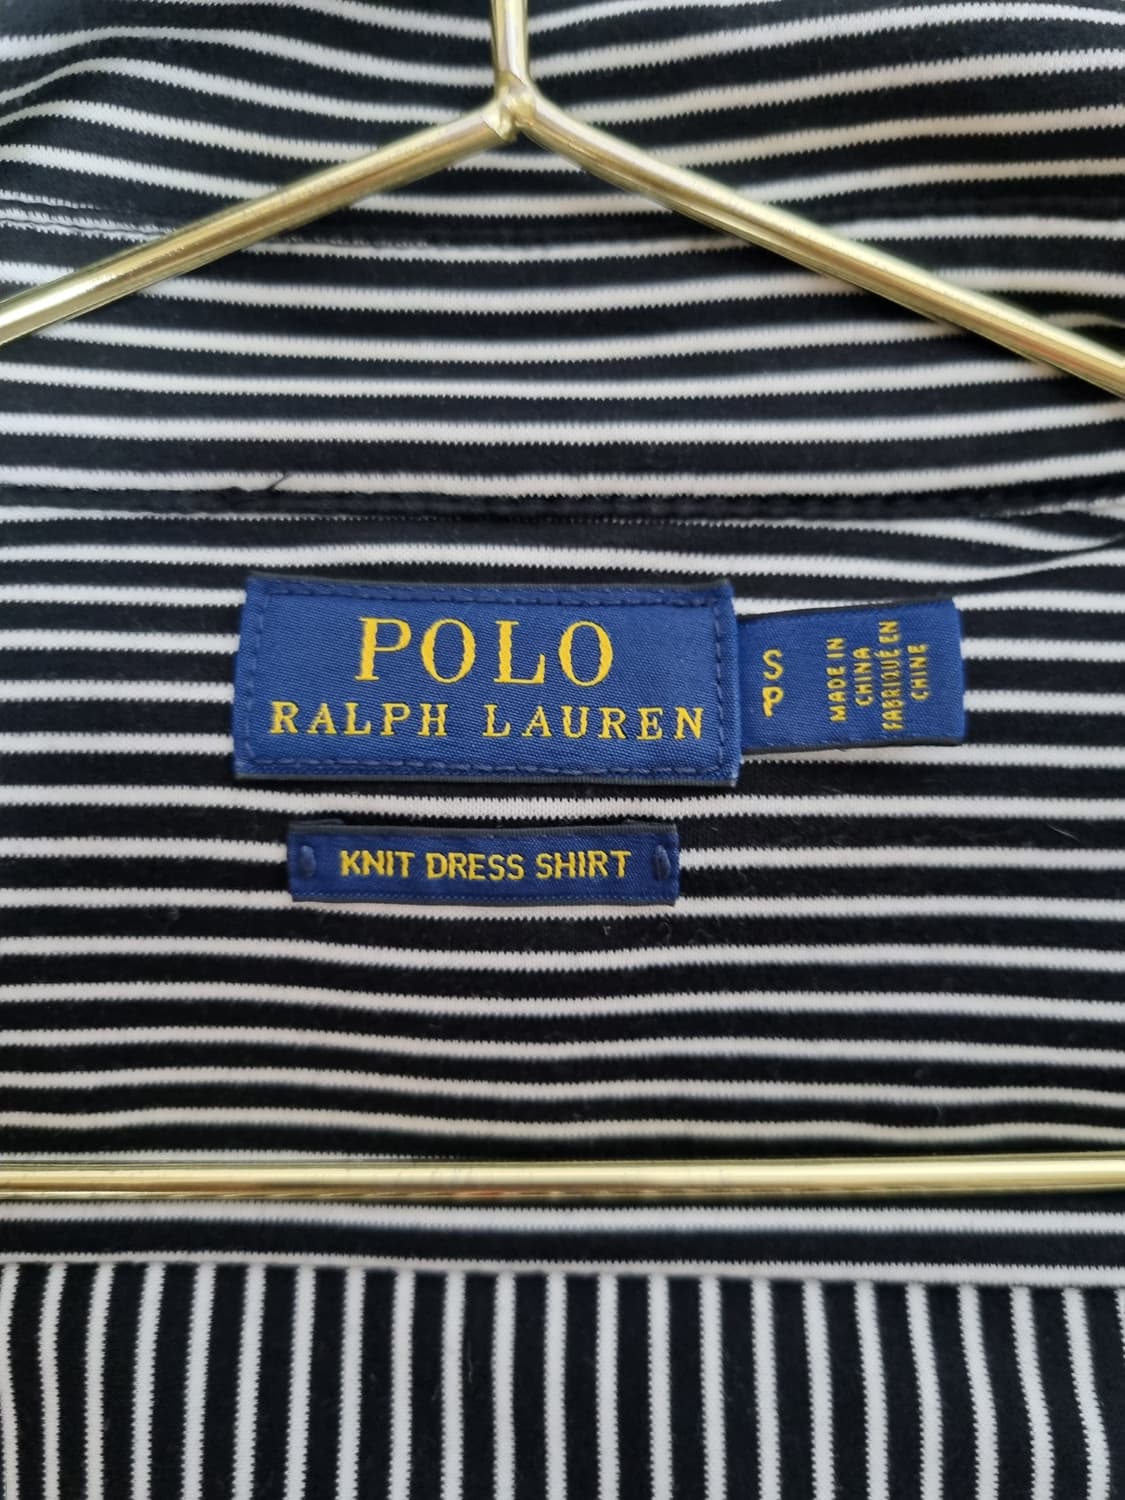 POLO
RALPH LAUREN
S
P
MADE IN
CHINA
FABRIQUÉ EN
CHINE
KNIT DRESS SHIRT